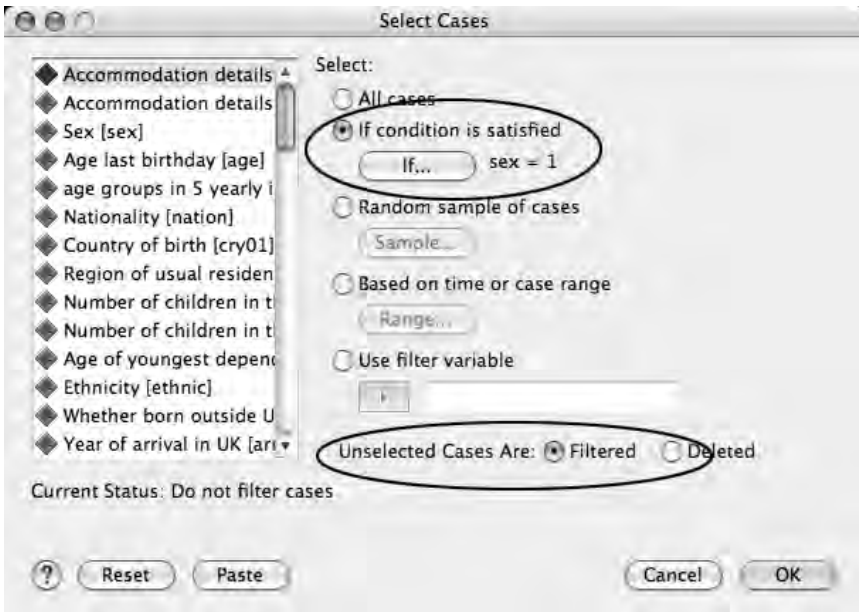 Select Cases
Accommodation details
Accommodation details
Sex [sex]
Age last birthday [age]
age groups in 5 yearly i
Nationality [nation]
Country of birth [cry01]
Region of usual residen
Number of children in t
Number of children in t
Age of youngest depend
Ethnicity [ethnic]
Whether born outside U
Year of arrival in UK [arr
Select:
All cases
If condition is satisfied
If... sex = 1
Random sample of cases
Sample...
Based on time or case range
Range...
Use filter variable
Unselected Cases Are: Filtered Deleted
Current Status: Do not filter cases
? Reset Paste Cancel OK